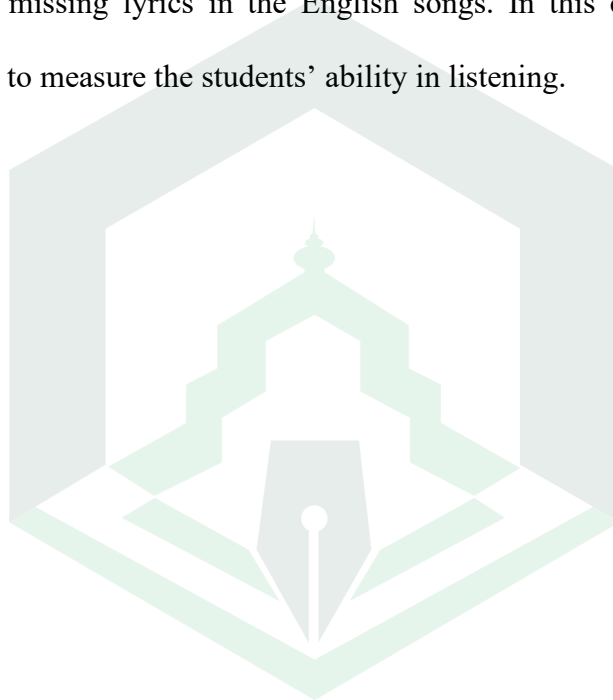 missing lyrics in the English songs. In this
to measure the students’ ability in listening.